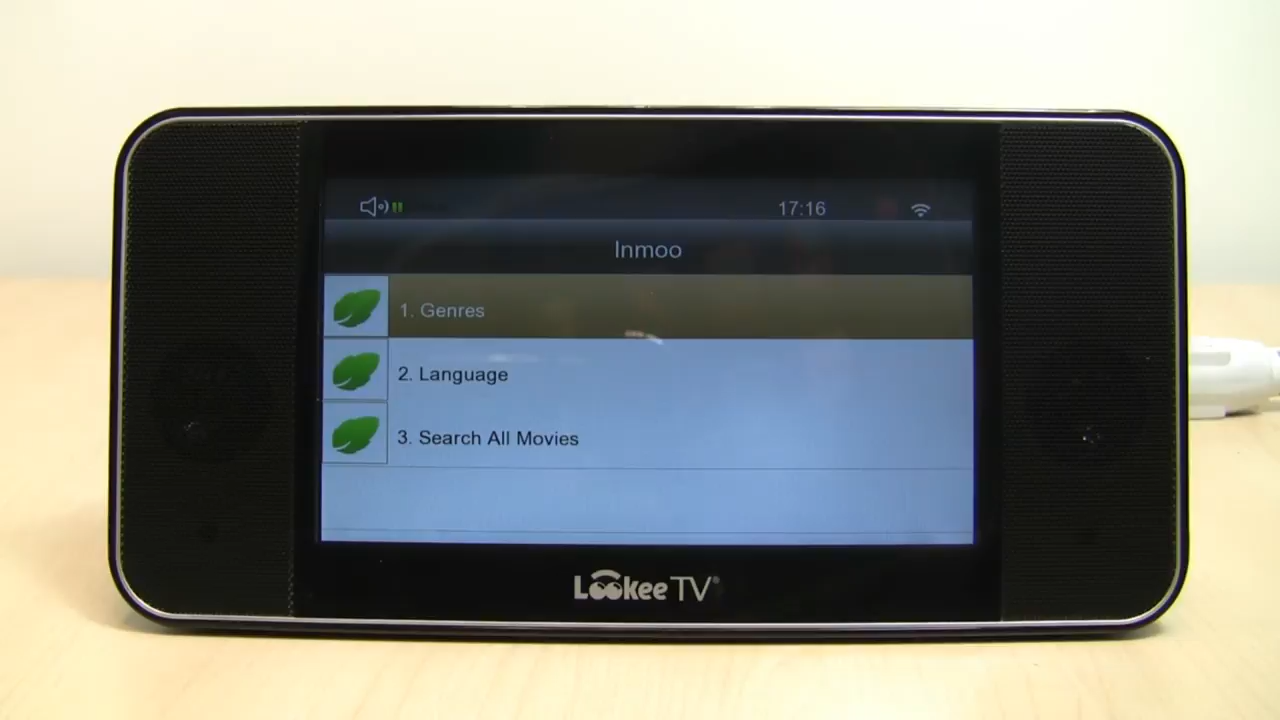 17:16
Inmoo
1. Genres
2. Language
3. Search All Movies
LookeeTV®